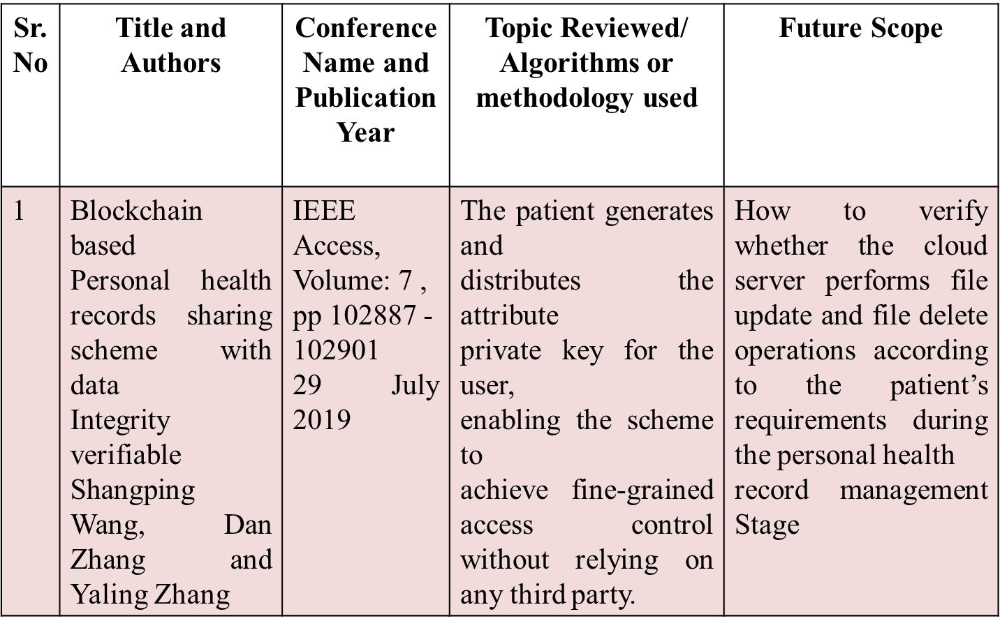 Sr.
No
Title and
Authors
Conference
Name and
Publication
Year
Topic Reviewed/
Algorithms or
methodology used
Future Scope
1
Blockchain
based
Personal health
records sharing
scheme with
data
Integrity
verifiable
Shangping
Wang, Dan
Zhang and
Yaling Zhang
IEEE
Access,
Volume: 7 ,
pp 102887 -
102901
29 July
2019
The patient generates
and
distributes the
attribute
private key for the
user,
enabling the scheme
to
achieve fine-grained
access control
without relying on
any third party.
How to verify
whether the cloud
server performs file
update and file delete
operations according
to the patient’s
requirements during
the personal health
record management
Stage